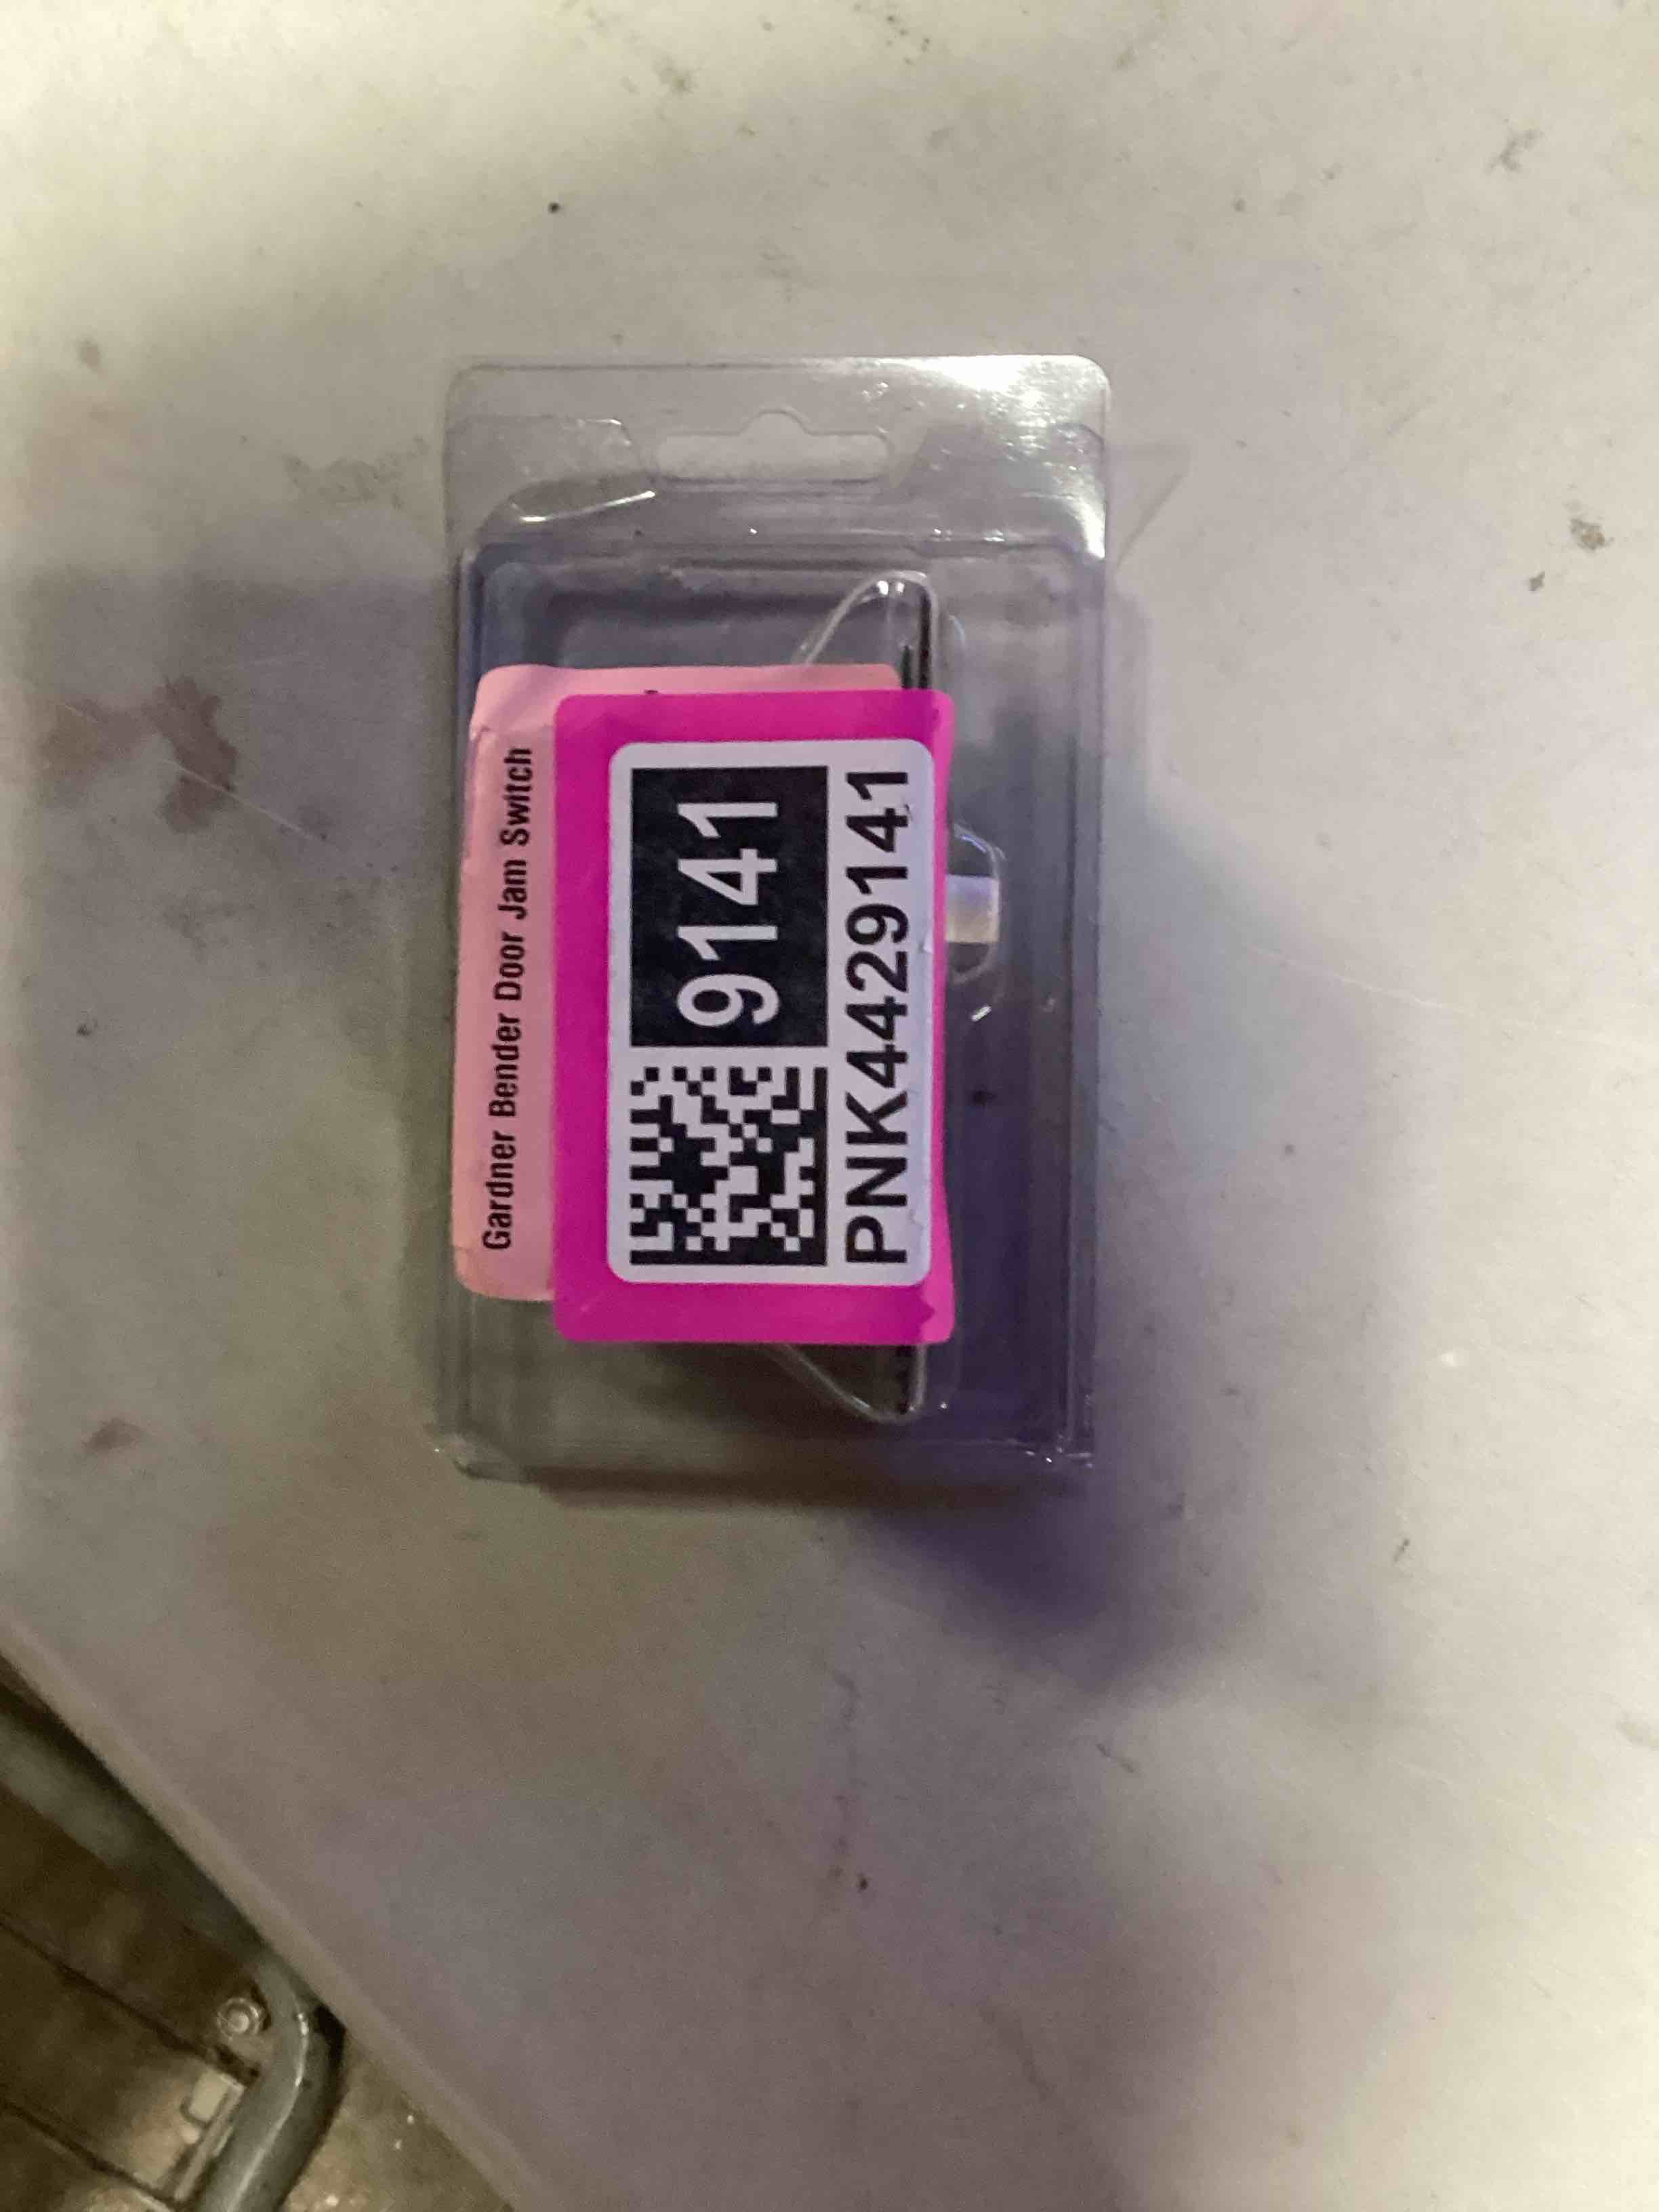 Gardner Bender Door Jam Switch
9141
PNK4429141